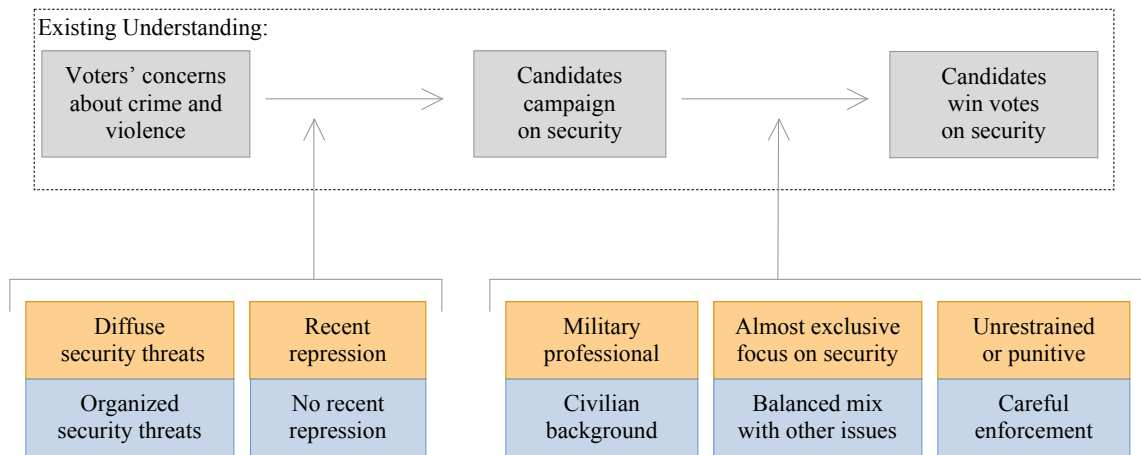 Existing Understanding:
Voters’ concerns
about crime and
violence
Candidates
campaign
on security
Candidates
win votes
on security
Diffuse
security threats
Recent
repression
Military
professional
Almost exclusive
focus on security
Unrestrained
or punitive
Organized
security threats
No recent
repression
Civilian
background
Balanced mix
with other issues
Careful
enforcement